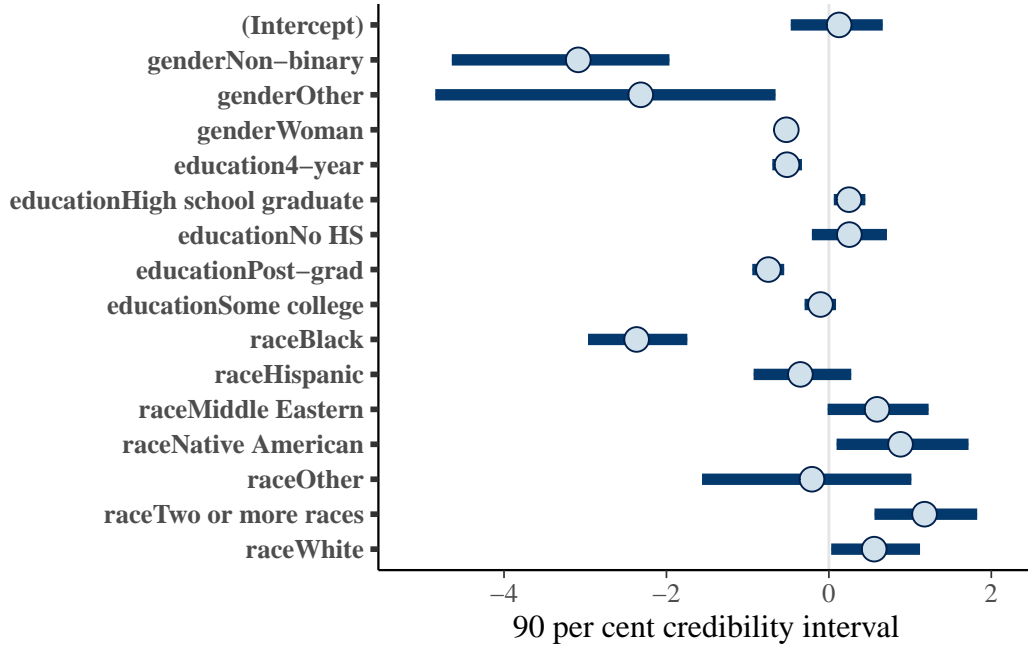 (Intercept)
genderNon−binary
genderOther
genderWoman
education4−year
educationHigh school graduate
educationNo HS
educationPost−grad
educationSome college
raceBlack
raceHispanic
raceMiddle Eastern
raceNative American
raceOther
raceTwo or more races
raceWhite
−4 −2 0 2
90 per cent credibility interval